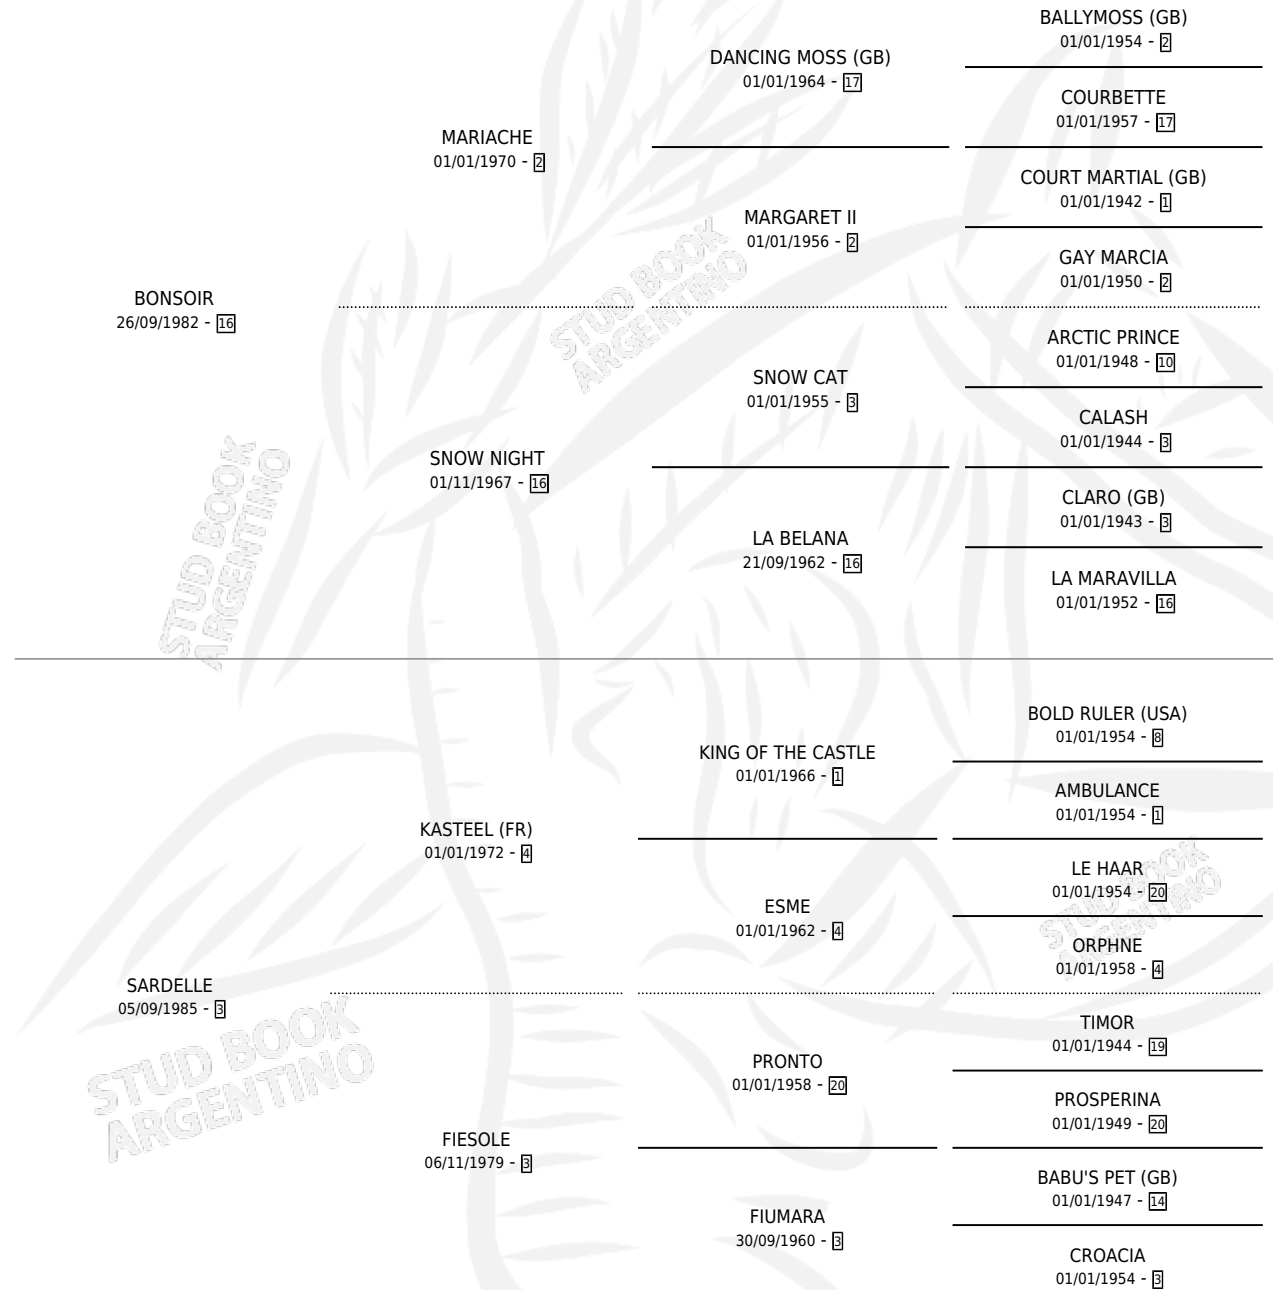 BALLYMOSS (GB)
01/01/1954 - 2
DANCING MOSS (GB)
01/01/1964 - 17
COURBETTE
01/01/1957 - 17
MARIACHE
01/01/1970 - 2
COURT MARTIAL (GB)
01/01/1942 - 1
MARGARET II
01/01/1956 - 2
GAY MARCIA
01/01/1950 - 2
BONSOIR
26/09/1982 - 16
STUD BOOK
ARGENTINO
ARCTIC PRINCE
01/01/1948 - 10
SNOW CAT
01/01/1955 - 3
CALASH
01/01/1944 - 3
SNOW NIGHT
01/11/1967 - 16
CLARO (GB)
01/01/1943 - 3
LA BELANA
21/09/1962 - 16
LA MARAVILLA
01/01/1952 - 16
STUD BOOK
ARGENTINO
BOLD RULER (USA)
01/01/1954 - 8
KING OF THE CASTLE
01/01/1966 - 1
AMBULANCE
01/01/1954 - 1
KASTEEL (FR)
01/01/1972 - 4
LE HAAR
01/01/1954 - 20
ESME
01/01/1962 - 4
STUD BOOK
ARGENTINO
ORPHNE
01/01/1958 - 4
SARDELLE
05/09/1985 - 3
STUD BOOK
ARGENTINO
TIMOR
01/01/1944 - 19
PRONTO
01/01/1958 - 20
PROSPERINA
01/01/1949 - 20
FIESOLE
06/11/1979 - 3
BABU'S PET (GB)
01/01/1947 - 14
FIUMARA
30/09/1960 - 3
CROACIA
01/01/1954 - 3